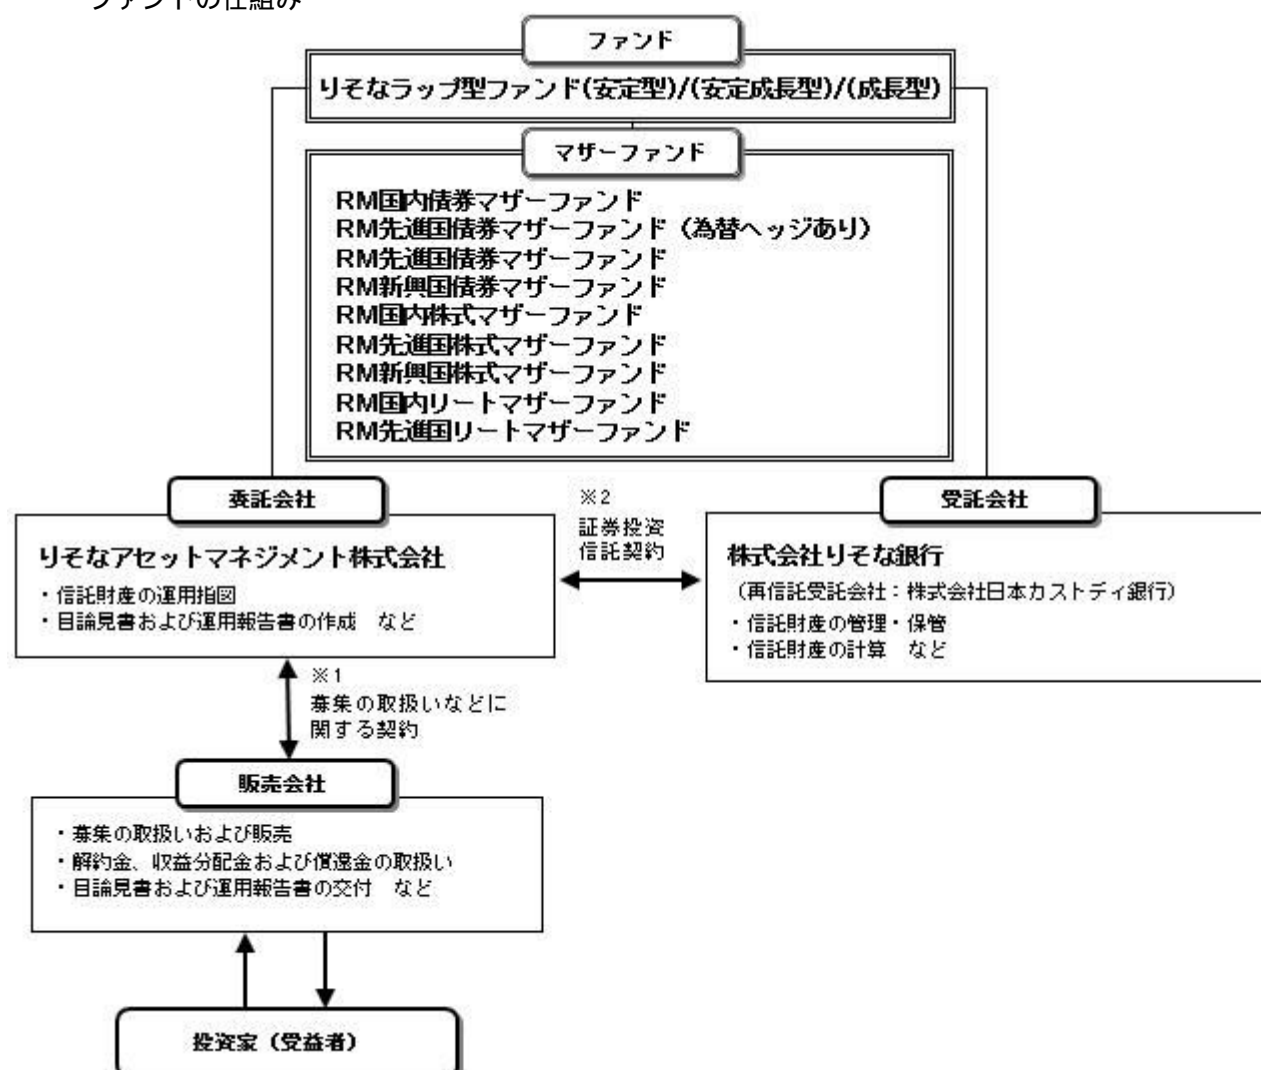 ファンドの仕組み
ファンド
りそなラップ型ファンド(安定型)/(安定成長型)/(成長型)
マザーファンド
RM国内債券マザーファンド
RM先進国債券マザーファンド（為替ヘッジあり）
RM先進国債券マザーファンド
RM新興国債券マザーファンド
RM国内株式マザーファンド
RM先進国株式マザーファンド
RM新興国株式マザーファンド
RM国内リートマザーファンド
RM先進国リートマザーファンド
委託会社
りそなアセットマネジメント株式会社
・信託財産の運用指図
・目論見書および運用報告書の作成　など
※2
証券投資
信託契約
受託会社
株式会社りそな銀行
（再信託受託会社：株式会社日本カストディ銀行）
・信託財産の管理・保管
・信託財産の計算　など
※1
募集の取扱いなどに
関する契約
販売会社
・募集の取扱いおよび販売
・解約金、収益分配金および償還金の取扱い
・目論見書および運用報告書の交付　など
投資家（受益者）